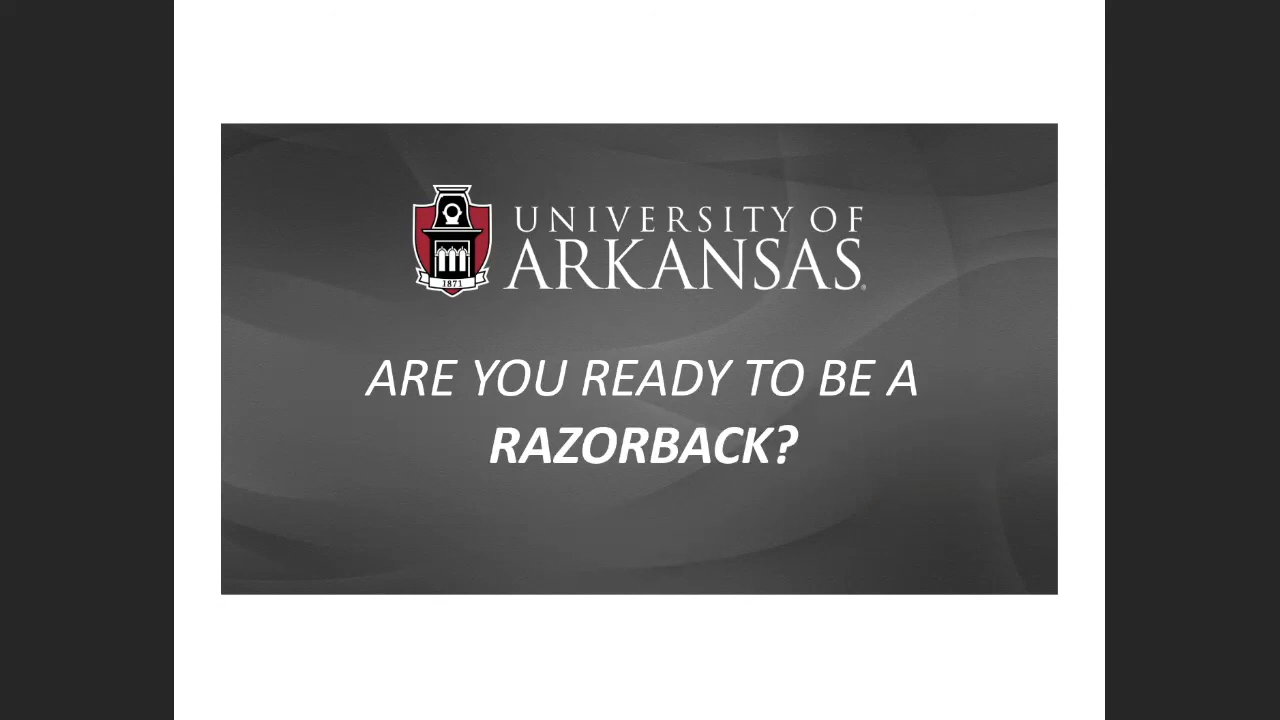 1871
UNIVERSITY OF
ARKANSAS®
ARE YOU READY TO BE A
RAZORBACK?